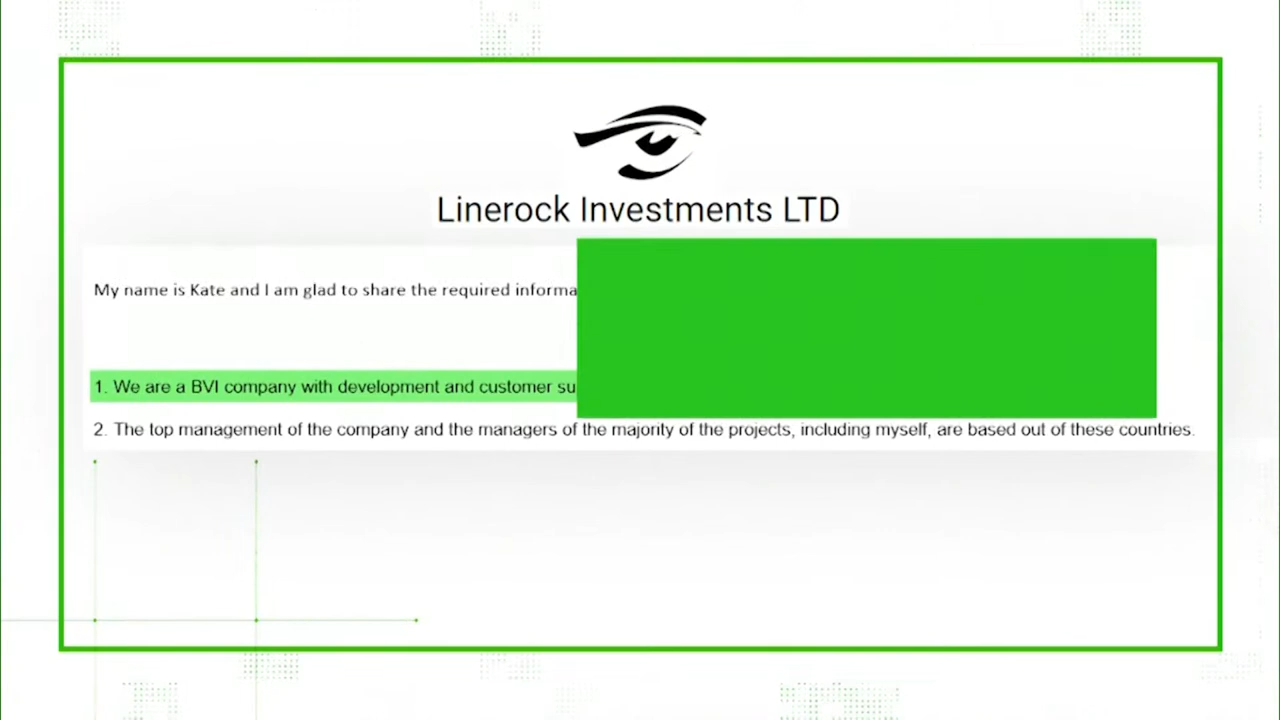 Linerock Investments LTD
My name is Kate and I am glad to share the required informa
1. We are a BVI company with development and customer su
2. The top management of the company and the managers of the majority of the projects, including myself, are based out of these countries.